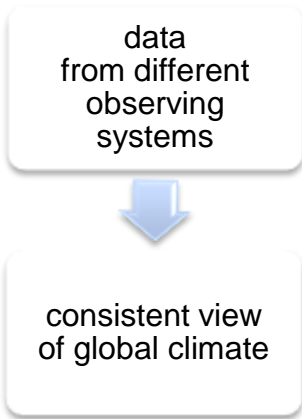 data
from different
observing
systems
consistent view
of global climate